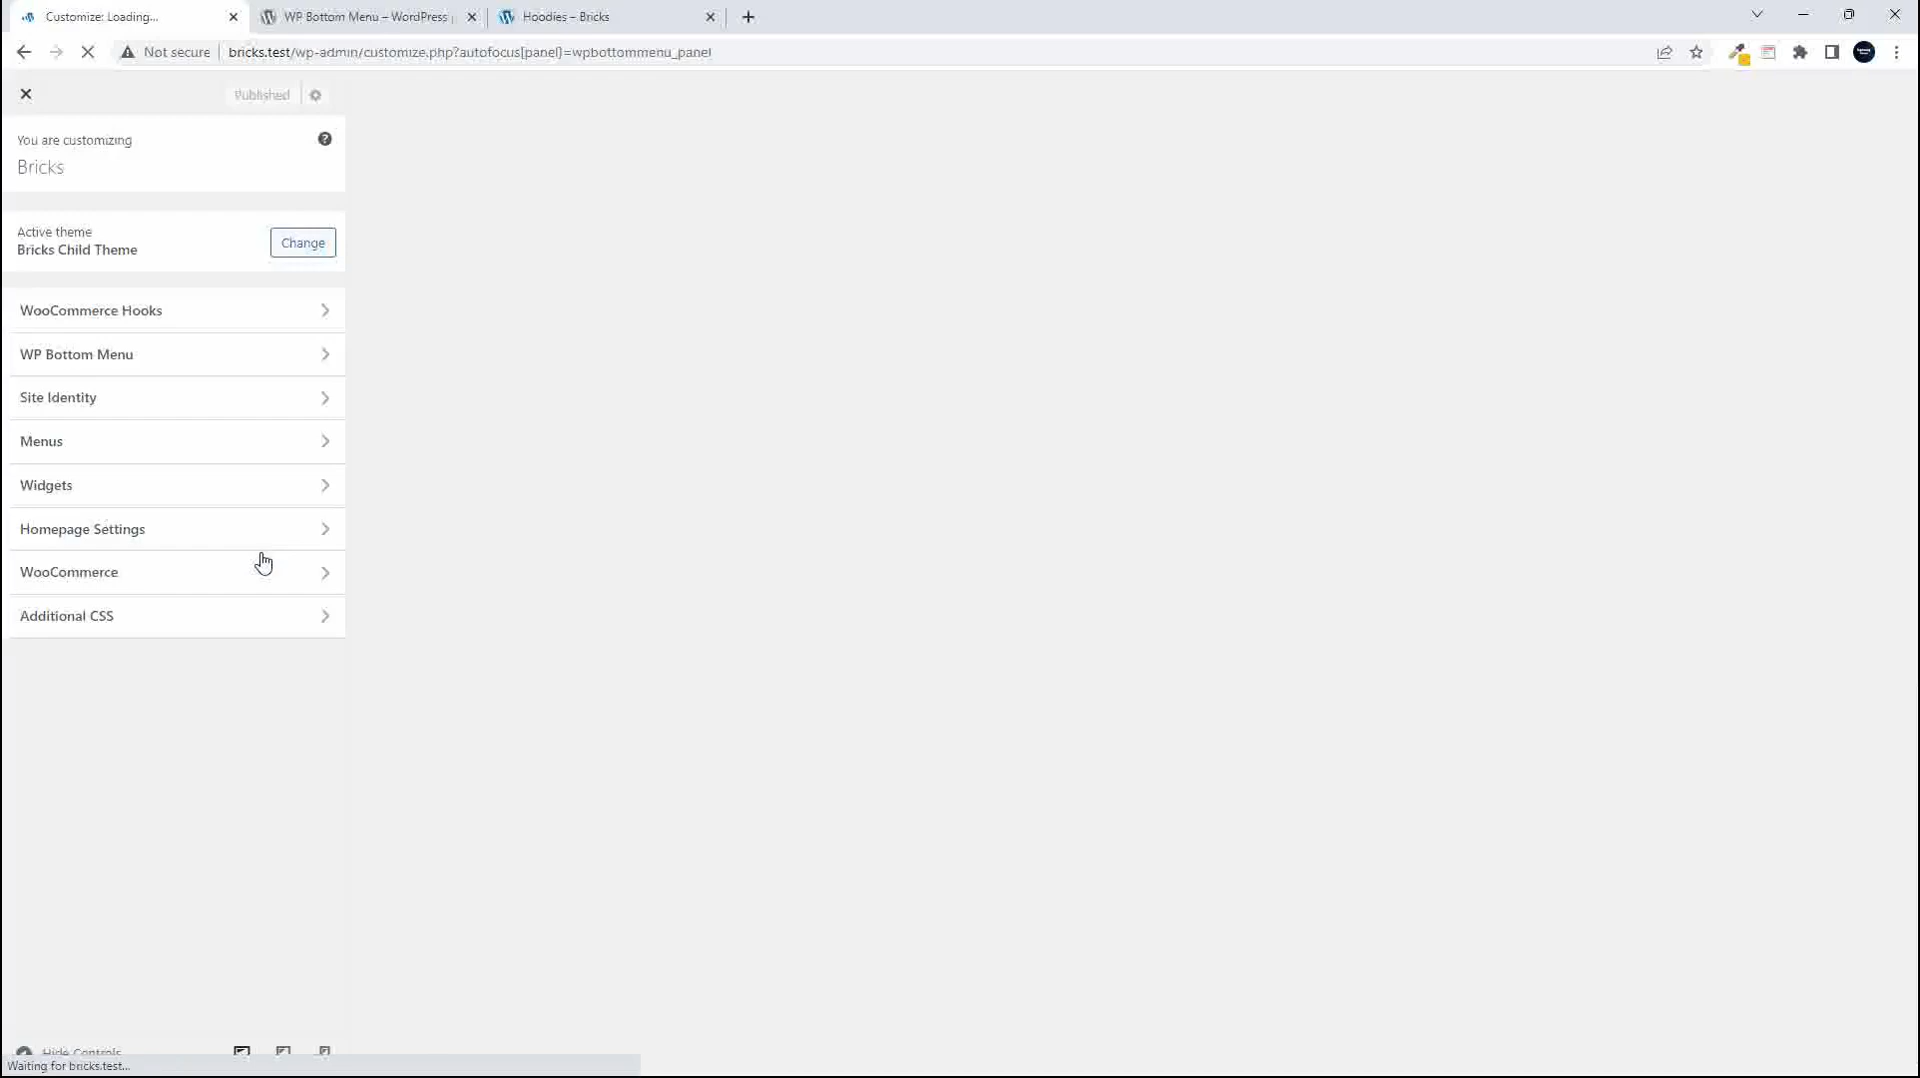 Customize: Loading...
WP Bottom Menu – WordPress
Hoodies – Bricks
Not secure
bricks.test/wp-admin/customize.php?autofocus[panel]=wpbottommenu_panel
Published
You are customizing
Bricks
Active theme
Bricks Child Theme
Change
WooCommerce Hooks
WP Bottom Menu
Site Identity
Menus
Widgets
Homepage Settings
WooCommerce
Additional CSS
Hide Controls
Waiting for bricks.test...